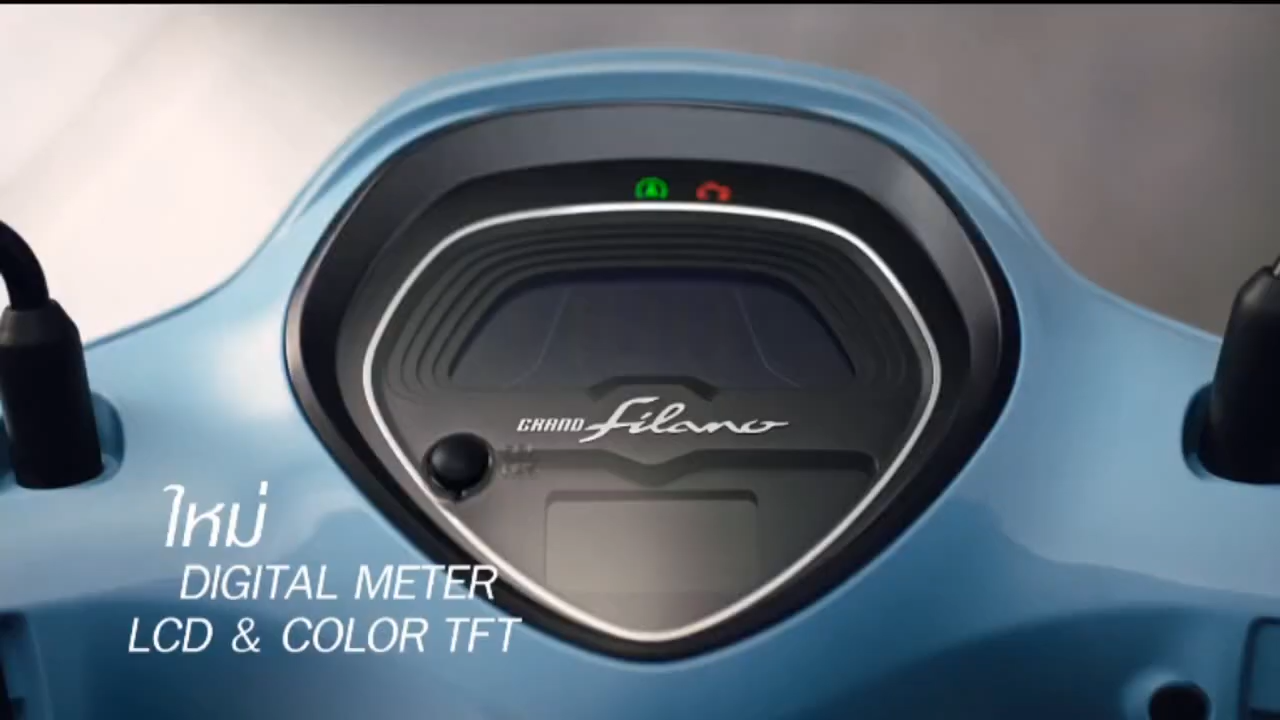 GRAND Filano
ใหม่
DIGITAL METER
LCD & COLOR TFT